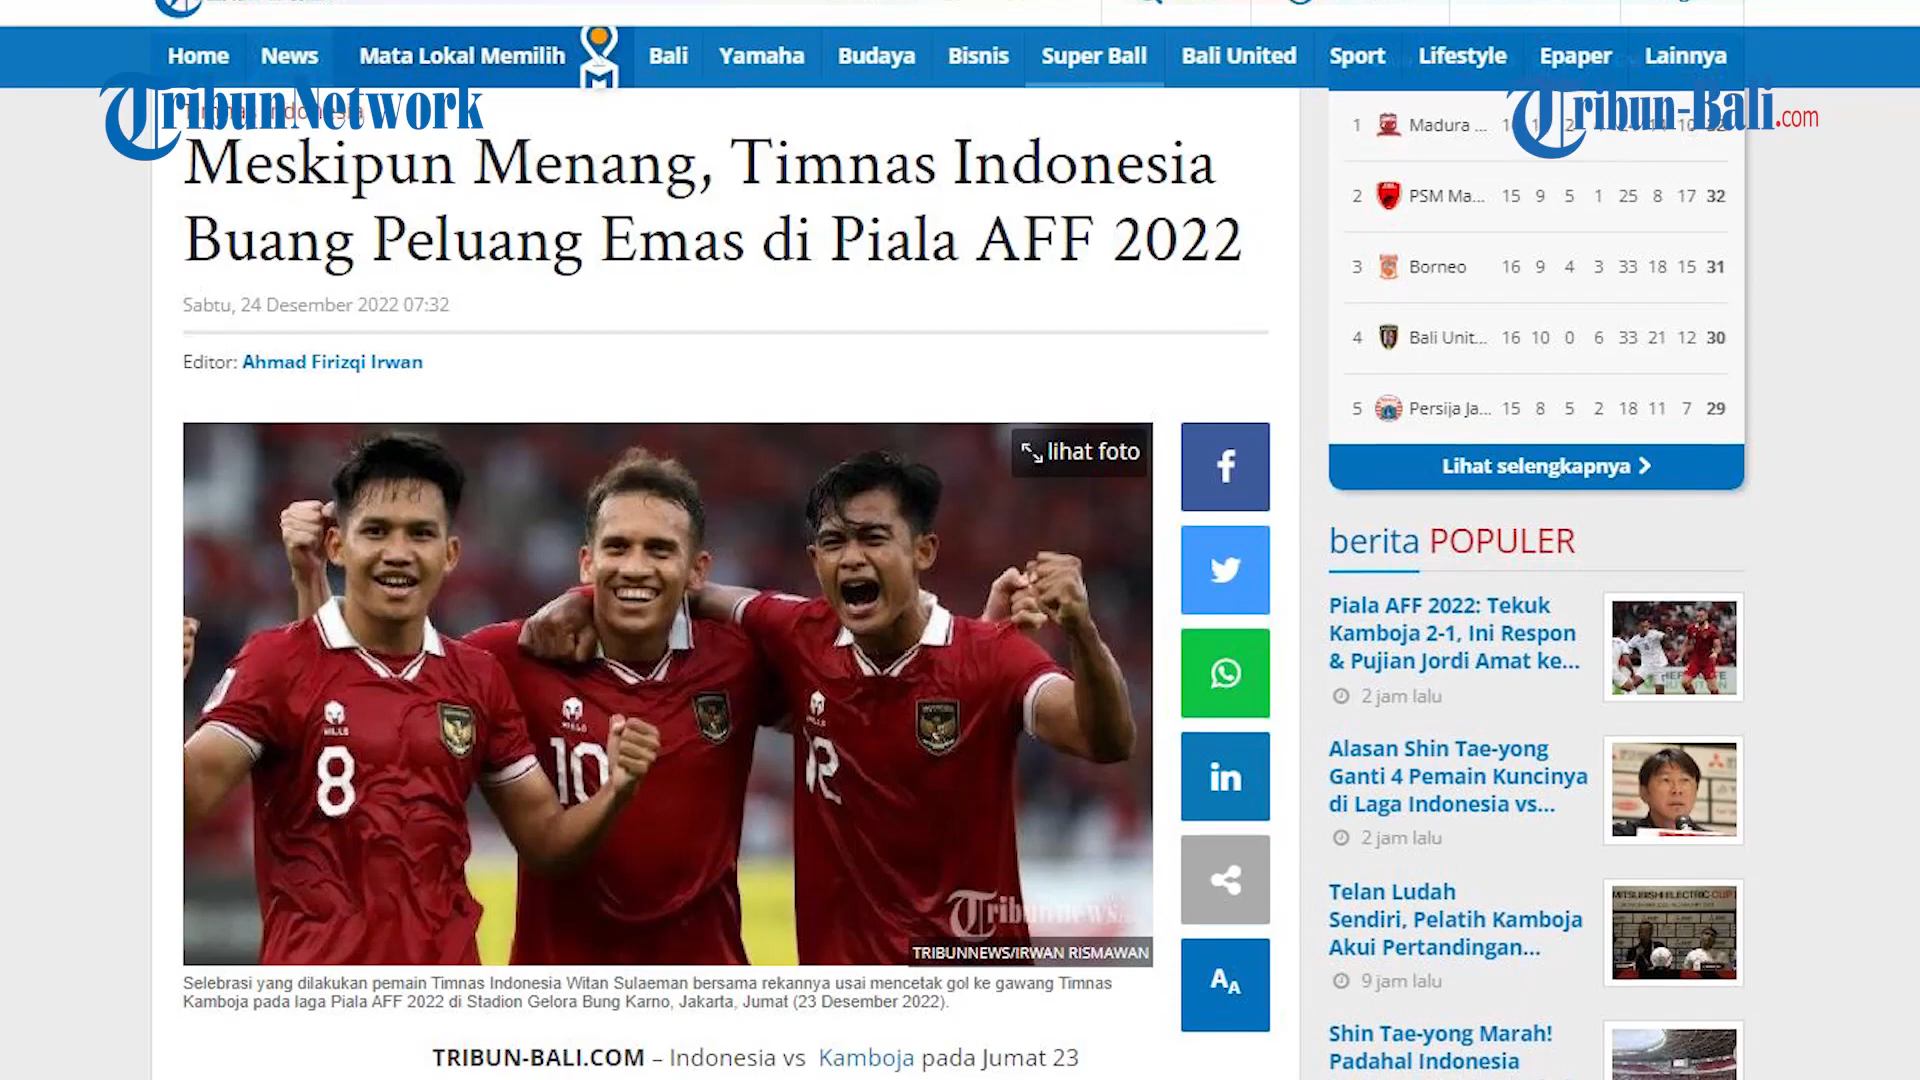 Home News Mata Lokal Memilih Bali Yamaha Budaya Bisnis Super Ball Bali United Sport Lifestyle Epaper Lainnya
TribunNetwork
Tribun-Bali.com
Meskipun Menang, Timnas Indonesia
Buang Peluang Emas di Piala AFF 2022
Sabtu, 24 Desember 2022 07:32
Editor: Ahmad Firizqi Irwan
lihat foto
8
10
12
Tribunnews
TRIBUNNEWS/IRWAN RISMAWAN
Selebrasi yang dilakukan pemain Timnas Indonesia Witan Sulaeman bersama rekannya usai mencetak gol ke gawang Timnas
Kamboja pada laga Piala AFF 2022 di Stadion Gelora Bung Karno, Jakarta, Jumat (23 Desember 2022).
TRIBUN-BALI.COM – Indonesia vs Kamboja pada Jumat 23
f
in
AA
1 Madura ...
2 PSM Ma... 15 9 5 1 25 8 17 32
3 Borneo 16 9 4 3 33 18 15 31
4 Bali Unit... 16 10 0 6 33 21 12 30
5 Persija Ja... 15 8 5 2 18 11 7 29
Lihat selengkapnya
berita POPULER
Piala AFF 2022: Tekuk
Kamboja 2-1, Ini Respon
& Pujian Jordi Amat ke...
2 jam lalu
Alasan Shin Tae-yong
Ganti 4 Pemain Kuncinya
di Laga Indonesia vs...
2 jam lalu
Telan Ludah
Sendiri, Pelatih Kamboja
Akui Pertandingan...
9 jam lalu
MITSUBISHI ELECTRIC CUP
Shin Tae-yong Marah!
Padahal Indonesia